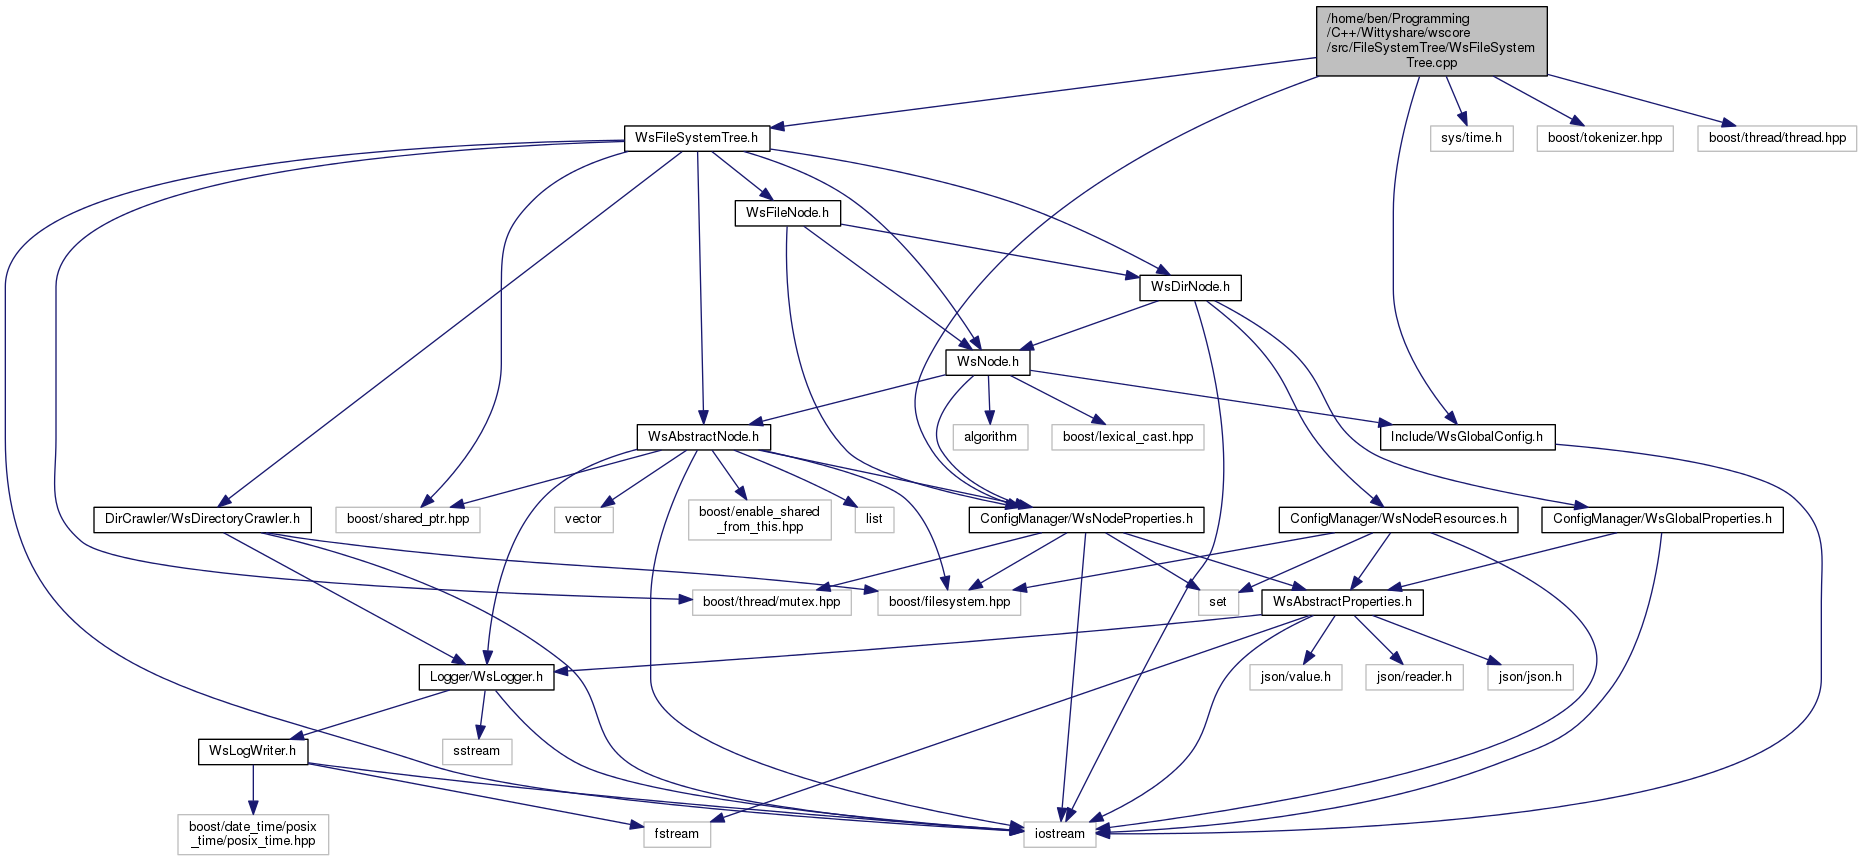 /home/ben/Programming
/C++/Wittyshare/wscore
/src/FileSystemTree/WsFileSystem
Tree.cpp
WsFileSystemTree.h
sys/time.h
boost/tokenizer.hpp
boost/thread/thread.hpp
WsFileNode.h
WsDirNode.h
WsNode.h
WsAbstractNode.h
algorithm
boost/lexical_cast.hpp
Include/WsGlobalConfig.h
DirCrawler/WsDirectoryCrawler.h
boost/shared_ptr.hpp
vector
boost/enable_shared
_from_this.hpp
list
ConfigManager/WsNodeProperties.h
ConfigManager/WsNodeResources.h
ConfigManager/WsGlobalProperties.h
boost/thread/mutex.hpp
boost/filesystem.hpp
set
WsAbstractProperties.h
Logger/WsLogger.h
json/value.h
json/reader.h
json/json.h
WsLogWriter.h
sstream
boost/date_time/posix
_time/posix_time.hpp
fstream
iostream